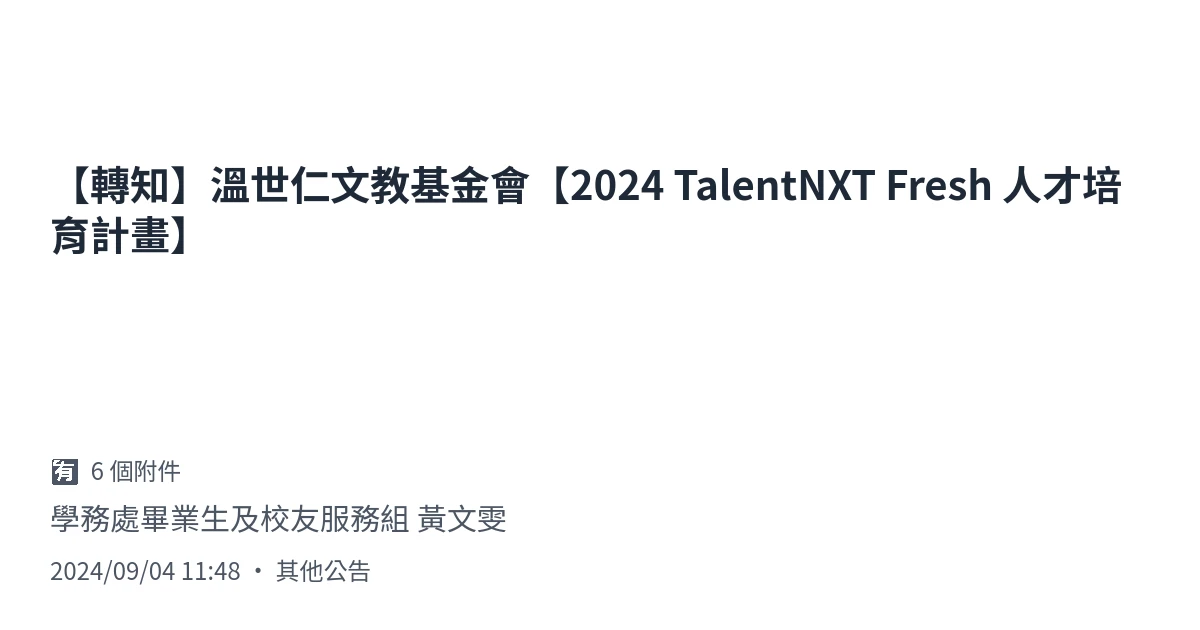 【轉知】溫世仁文教基金會【2024 TalentNXT Fresh 人才培
育計畫】
有 6 個附件
學務處畢業生及校友服務組 黃文雯
2024/09/04 11:48 • 其他公告